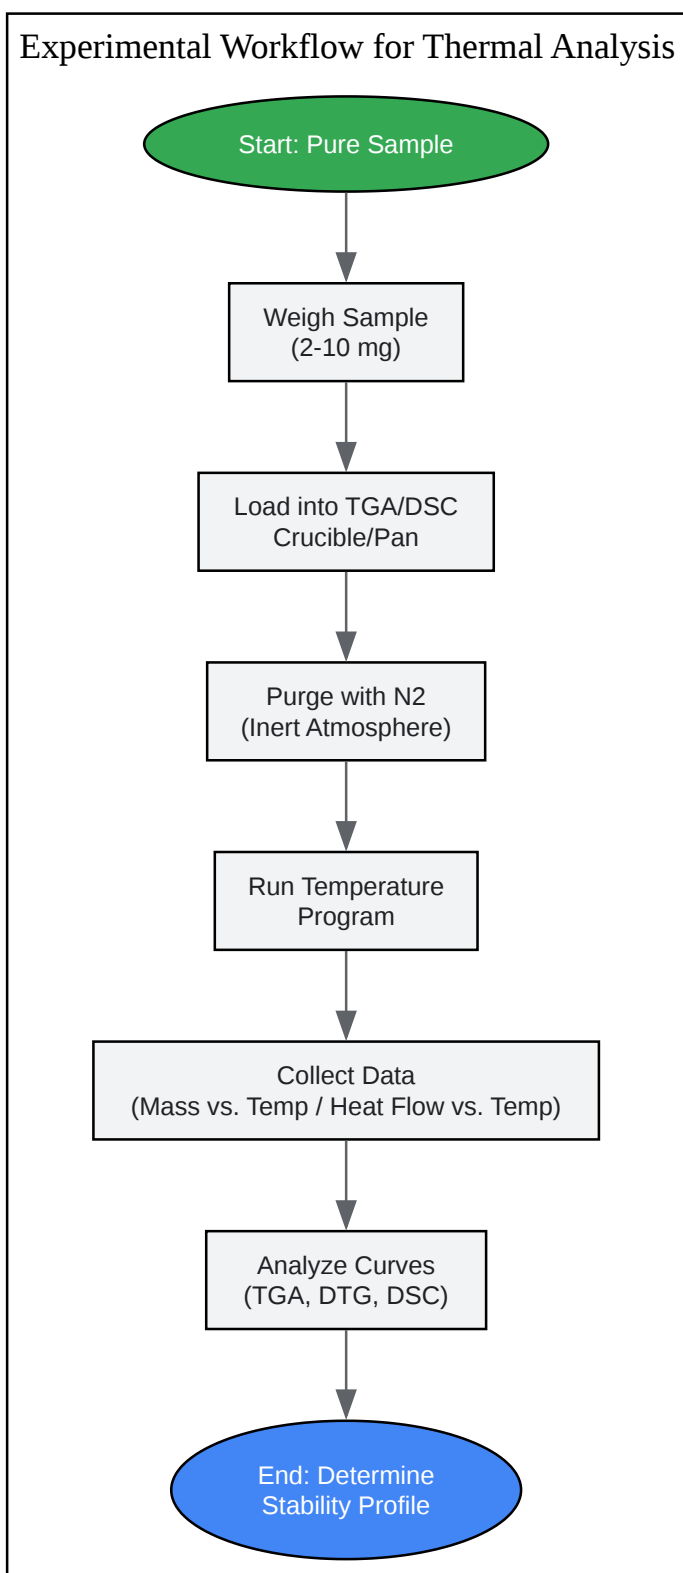 Experimental Workflow for Thermal Analysis
Start: Pure Sample
Weigh Sample
(2-10 mg)
Load into TGA/DSC
Crucible/Pan
Purge with N2
(Inert Atmosphere)
Run Temperature
Program
Collect Data
(Mass vs. Temp / Heat Flow vs. Temp)
Analyze Curves
(TGA, DTG, DSC)
End: Determine
Stability Profile